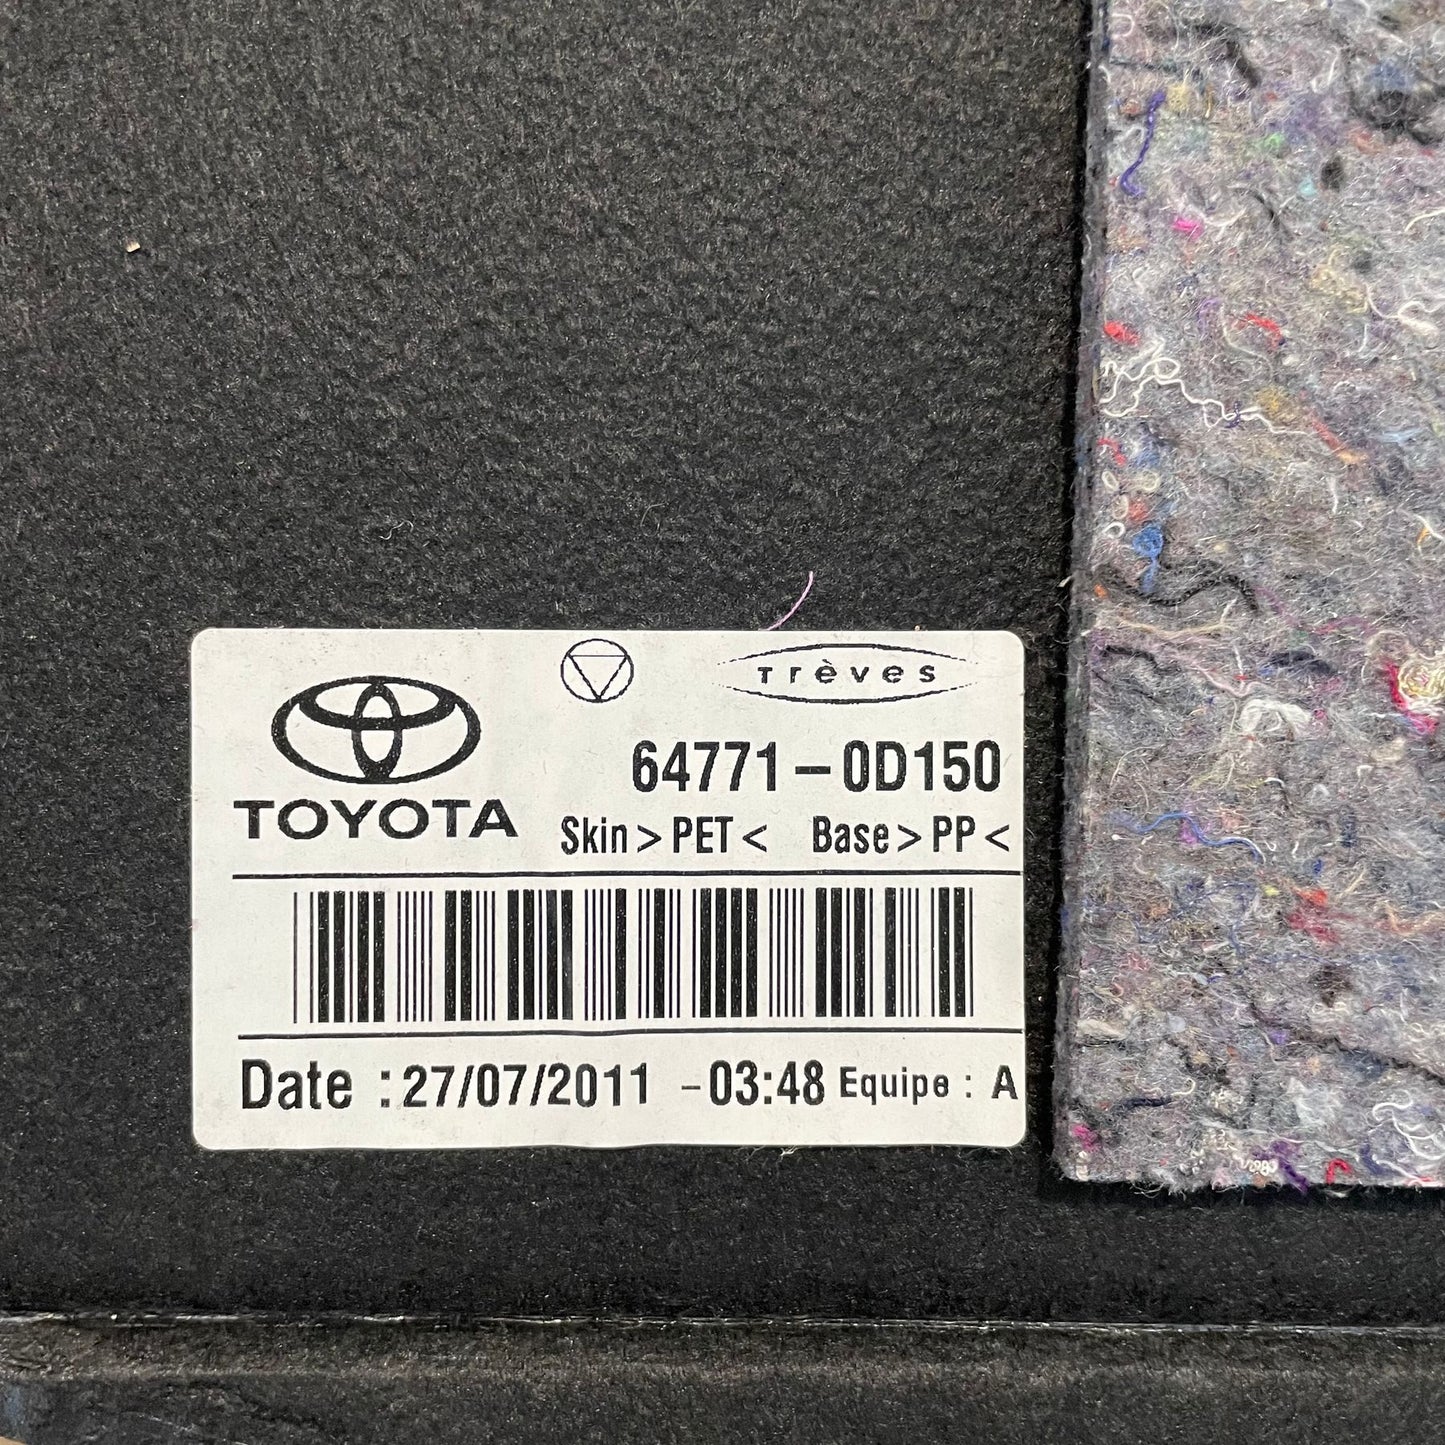 Trèves
TOYOTA
64771-0D150
Skin>PET< Base>PP<
Date :27/07/2011 -03:48 Equipe : A